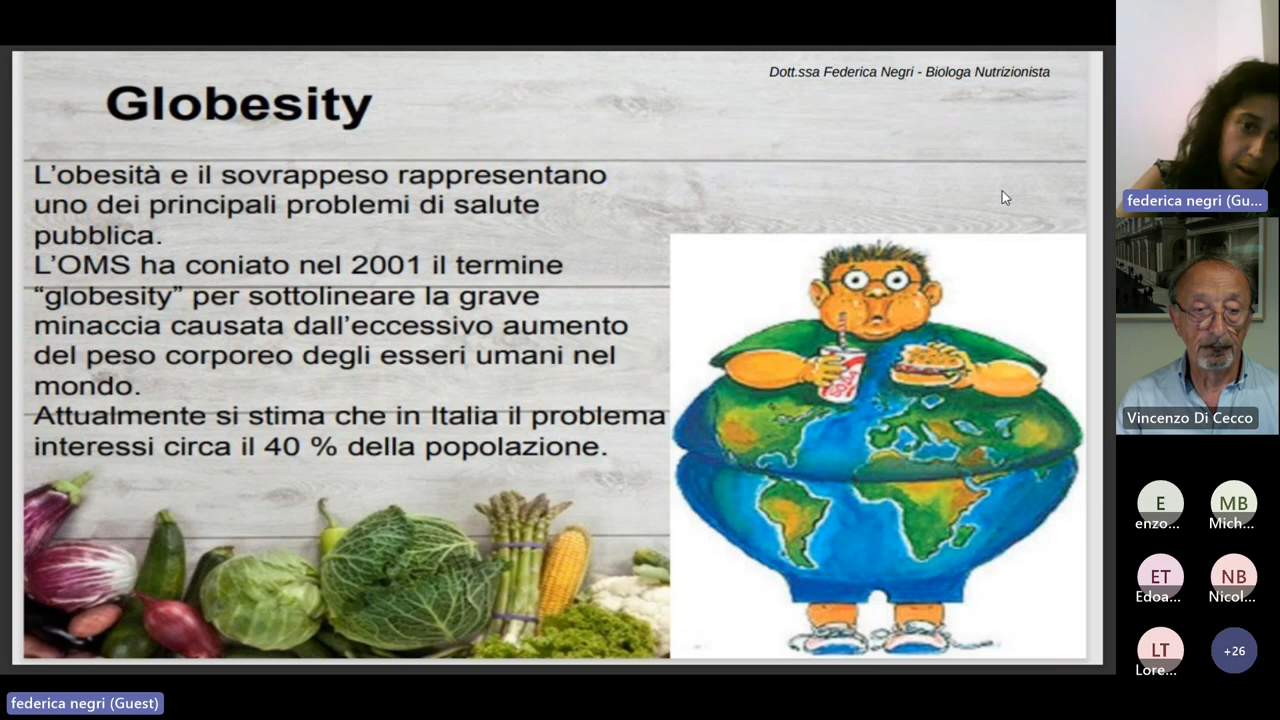 Dott.ssa Federica Negri - Biologa Nutrizionista
Globesity
L'obesità e il sovrappeso rappresentano
uno dei principali problemi di salute
pubblica.
L'OMS ha coniato nel 2001 il termine
“globesity” per sottolineare la grave
minaccia causata dall'eccessivo aumento
del peso corporeo degli esseri umani nel
mondo.
Attualmente si stima che in Italia il problema
interessi circa il 40 % della popolazione.
SODA
federica negri (Gu...
Vincenzo Di Cecco
E
enzo...
MB
Mich...
ET
Edoa...
NB
Nicol...
LT
Lore...
+26
federica negri (Guest)